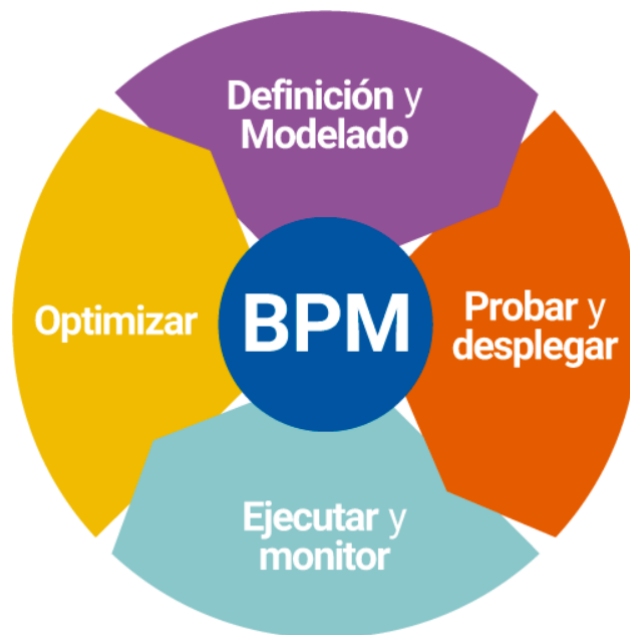 Definición y
Modelado
Optimizar
BPM
Probar y
desplegar
Ejecutar y
monitor